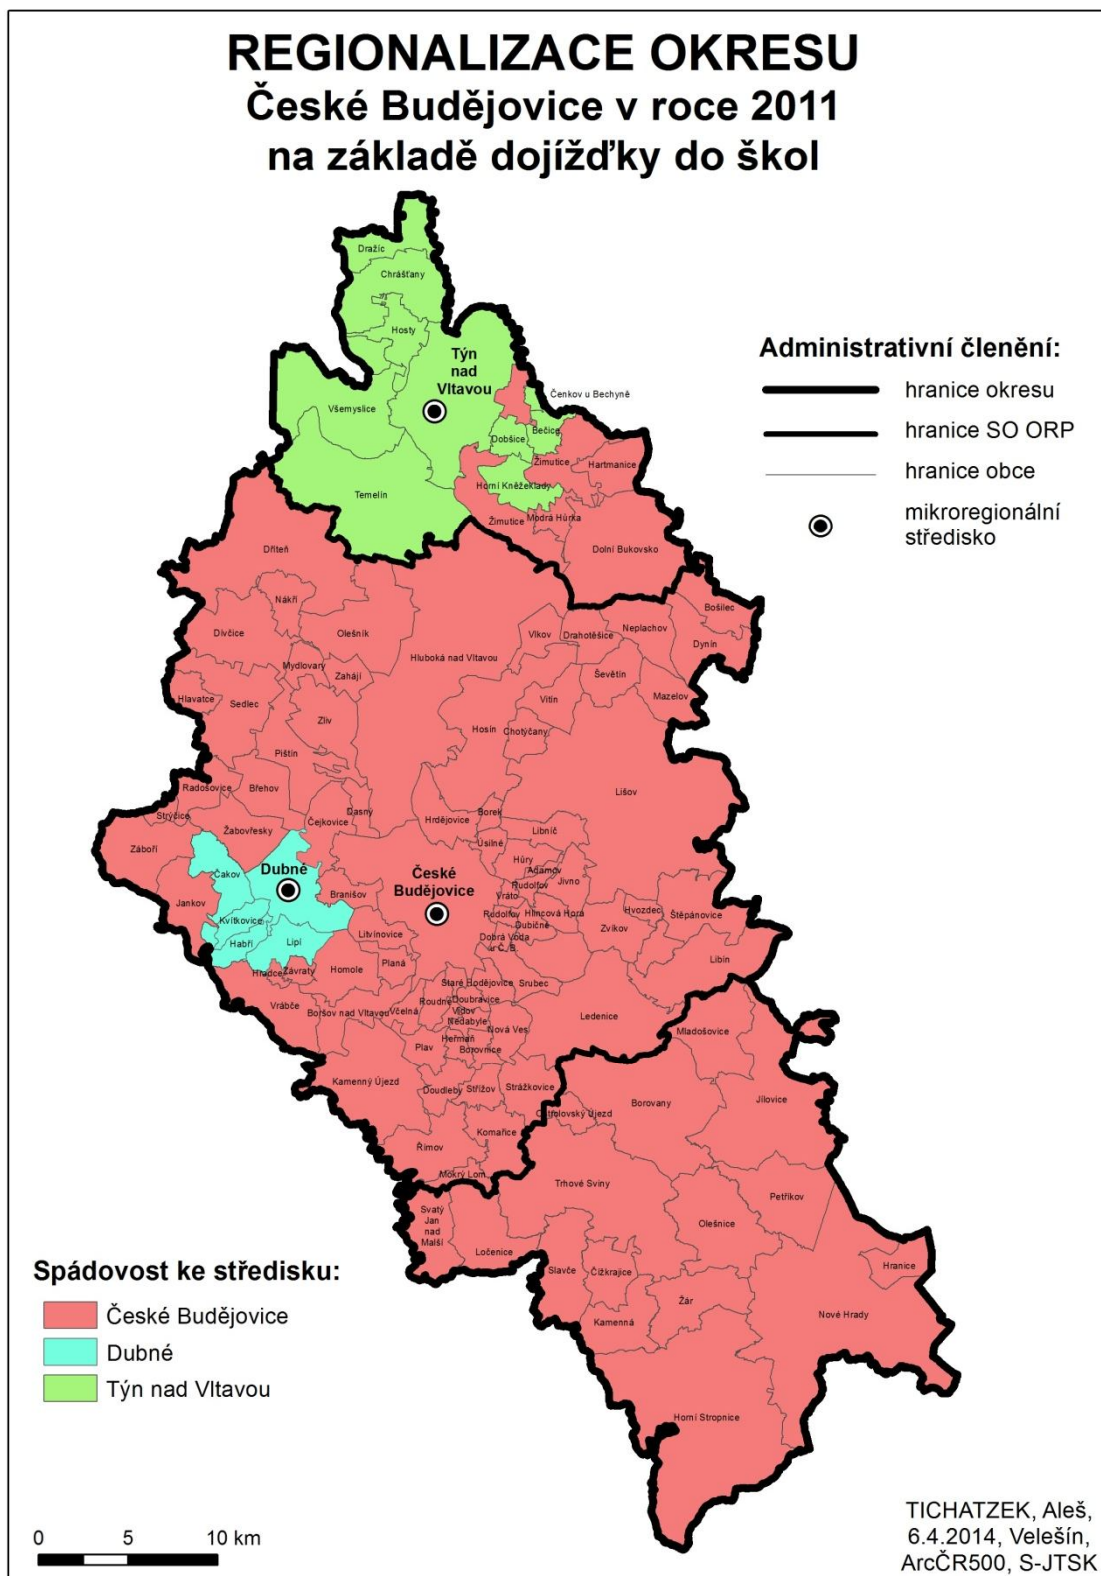 REGIONALIZACE OKRESU
České Budějovice v roce 2011
na základě dojížďky do škol
Dražíc
Chrášťany
Hosty
Týn
nad
Vltavou
Všemyslice
Temelín
Čenkov u Bechyně
Bečice
Dobšice
Žimutice
Hartmanice
Horní Kněžeklady
Žimutice
Modrá Hůrka
Dolní Bukovsko
Administrativní členění:
hranice okresu
hranice SO ORP
hranice obce
mikroregionální
středisko
Dříteň
Nákří
Olešník
Dívčice
Mydlovary
Zahájí
Hluboká nad Vltavou
Vlkov
Drahotěšice
Neplachov
Bošilec
Dynín
Ševětín
Mazelov
Vitín
Hlavatce
Sedlec
Zliv
Hosín
Chotýčany
Pištín
Lišov
Radošovice
Břehov
Strýčice
Čejkovice
Dasný
Hrdějovice
Borek
Žabovřesky
Libníč
Úsilné
Záboří
Dubné
České
Budějovice
Hůry
Adamov
Čakov
Rudolfov
Jivno
Jankov
Branišov
Vráto
Kvítkovice
Rudolfov
Hlincová Hora
Hvozdec
Štěpánovice
Dubičné
Zvíkov
Habří
Lipí
Litvínovice
Dobrá Voda
u Č. B.
Planá
Libín
Hradce
Závraty
Homole
Staré Hodějovice
Srubec
Vrábče
Boršov nad Vltavou
Včelná
Roudné
Doubravice
Vidov
Nedabyle
Ledenice
Nová Ves
Mladošovice
Plav
Heřmaň
Borovnice
Kamenný Újezd
Doudleby
Střížov
Strážkovice
Borovany
Jílovice
Ostrolovský Újezd
Římov
Komařice
Mokrý Lom
Trhové Sviny
Petříkov
Svatý
Jan
nad
Malší
Ločenice
Olešnice
Slavče
Čížkrajice
Hranice
Žár
Kamenná
Nové Hrady
Horní Stropnice
Spádovost ke středisku:
České Budějovice
Dubné
Týn nad Vltavou
0 5 10 km
TICHATZEK, Aleš,
6.4.2014, Velešín,
ArcČR500, S-JTSK